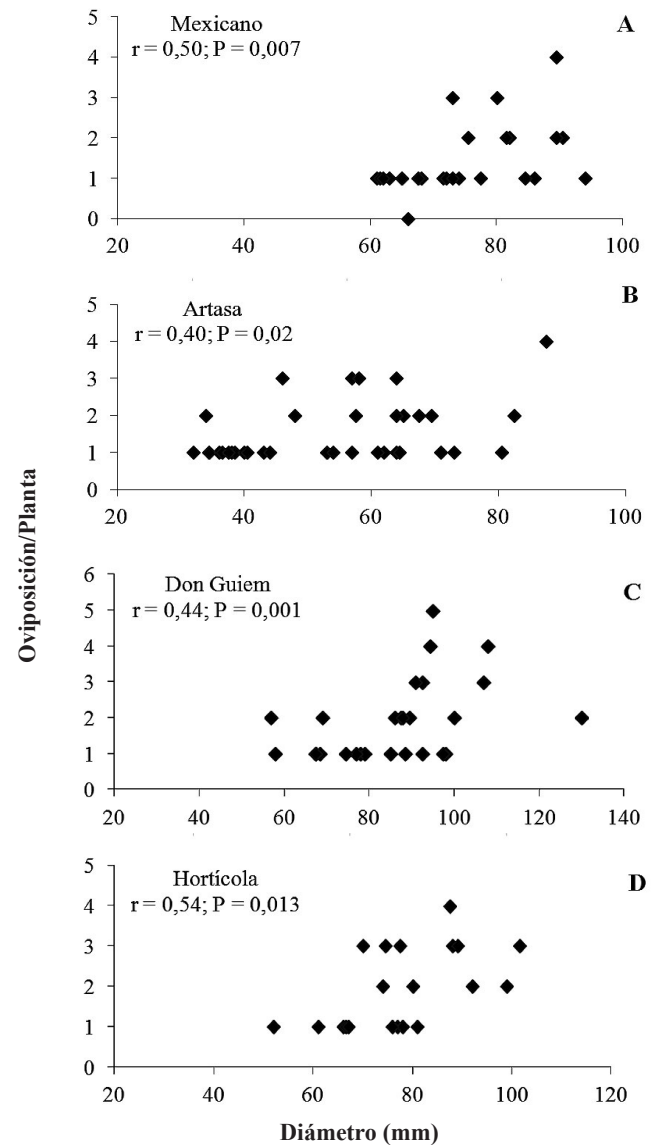 Oviposición/Planta
Mexicano
r = 0,50; P = 0,007
A
5
4
3
2
1
0
20 40 60 80 100
Artasa
r = 0,40; P = 0,02
B
5
4
3
2
1
0
20 40 60 80 100
Don Guiem
r = 0,44; P = 0,001
C
6
5
4
3
2
1
0
20 40 60 80 100 120 140
Hortícola
r = 0,54; P = 0,013
D
5
4
3
2
1
0
20 40 60 80 100 120
Diámetro (mm)